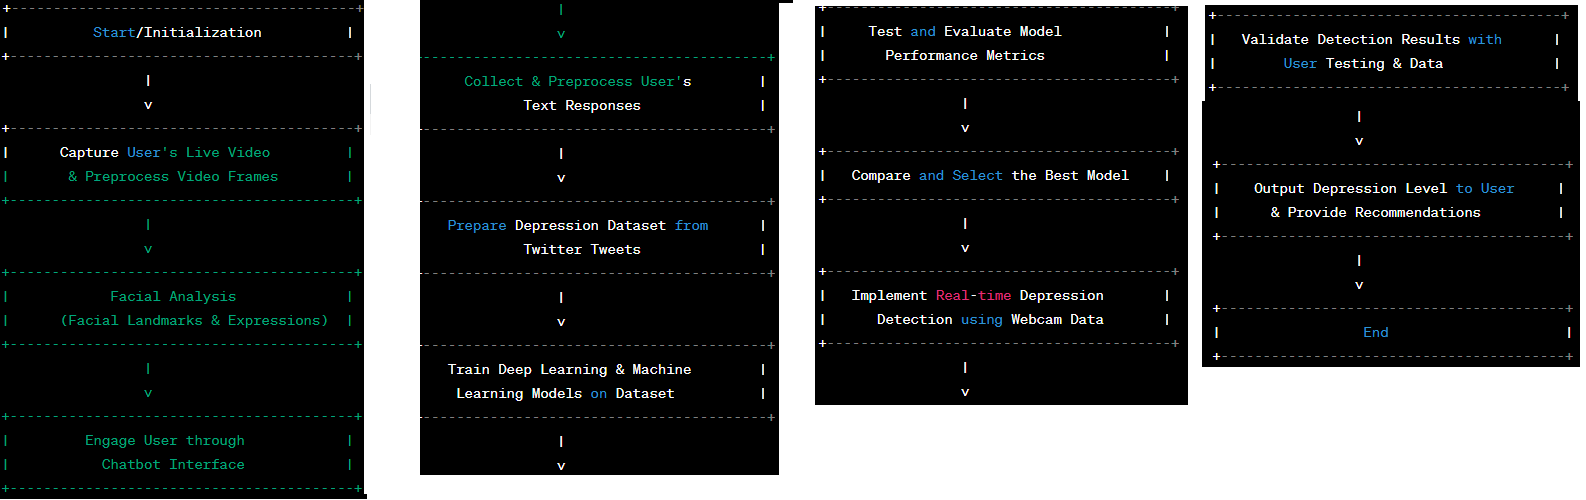 Start/Initialization
Capture User's Live Video
& Preprocess Video Frames
Facial Analysis
(Facial Landmarks & Expressions)
Engage User through
Chatbot Interface
Collect & Preprocess User's
Text Responses
Prepare Depression Dataset from
Twitter Tweets
Train Deep Learning & Machine
Learning Models on Dataset
Test and Evaluate Model
Performance Metrics
Compare and Select the Best Model
Implement Real-time Depression
Detection using Webcam Data
Validate Detection Results with
User Testing & Data
Output Depression Level to User
& Provide Recommendations
End